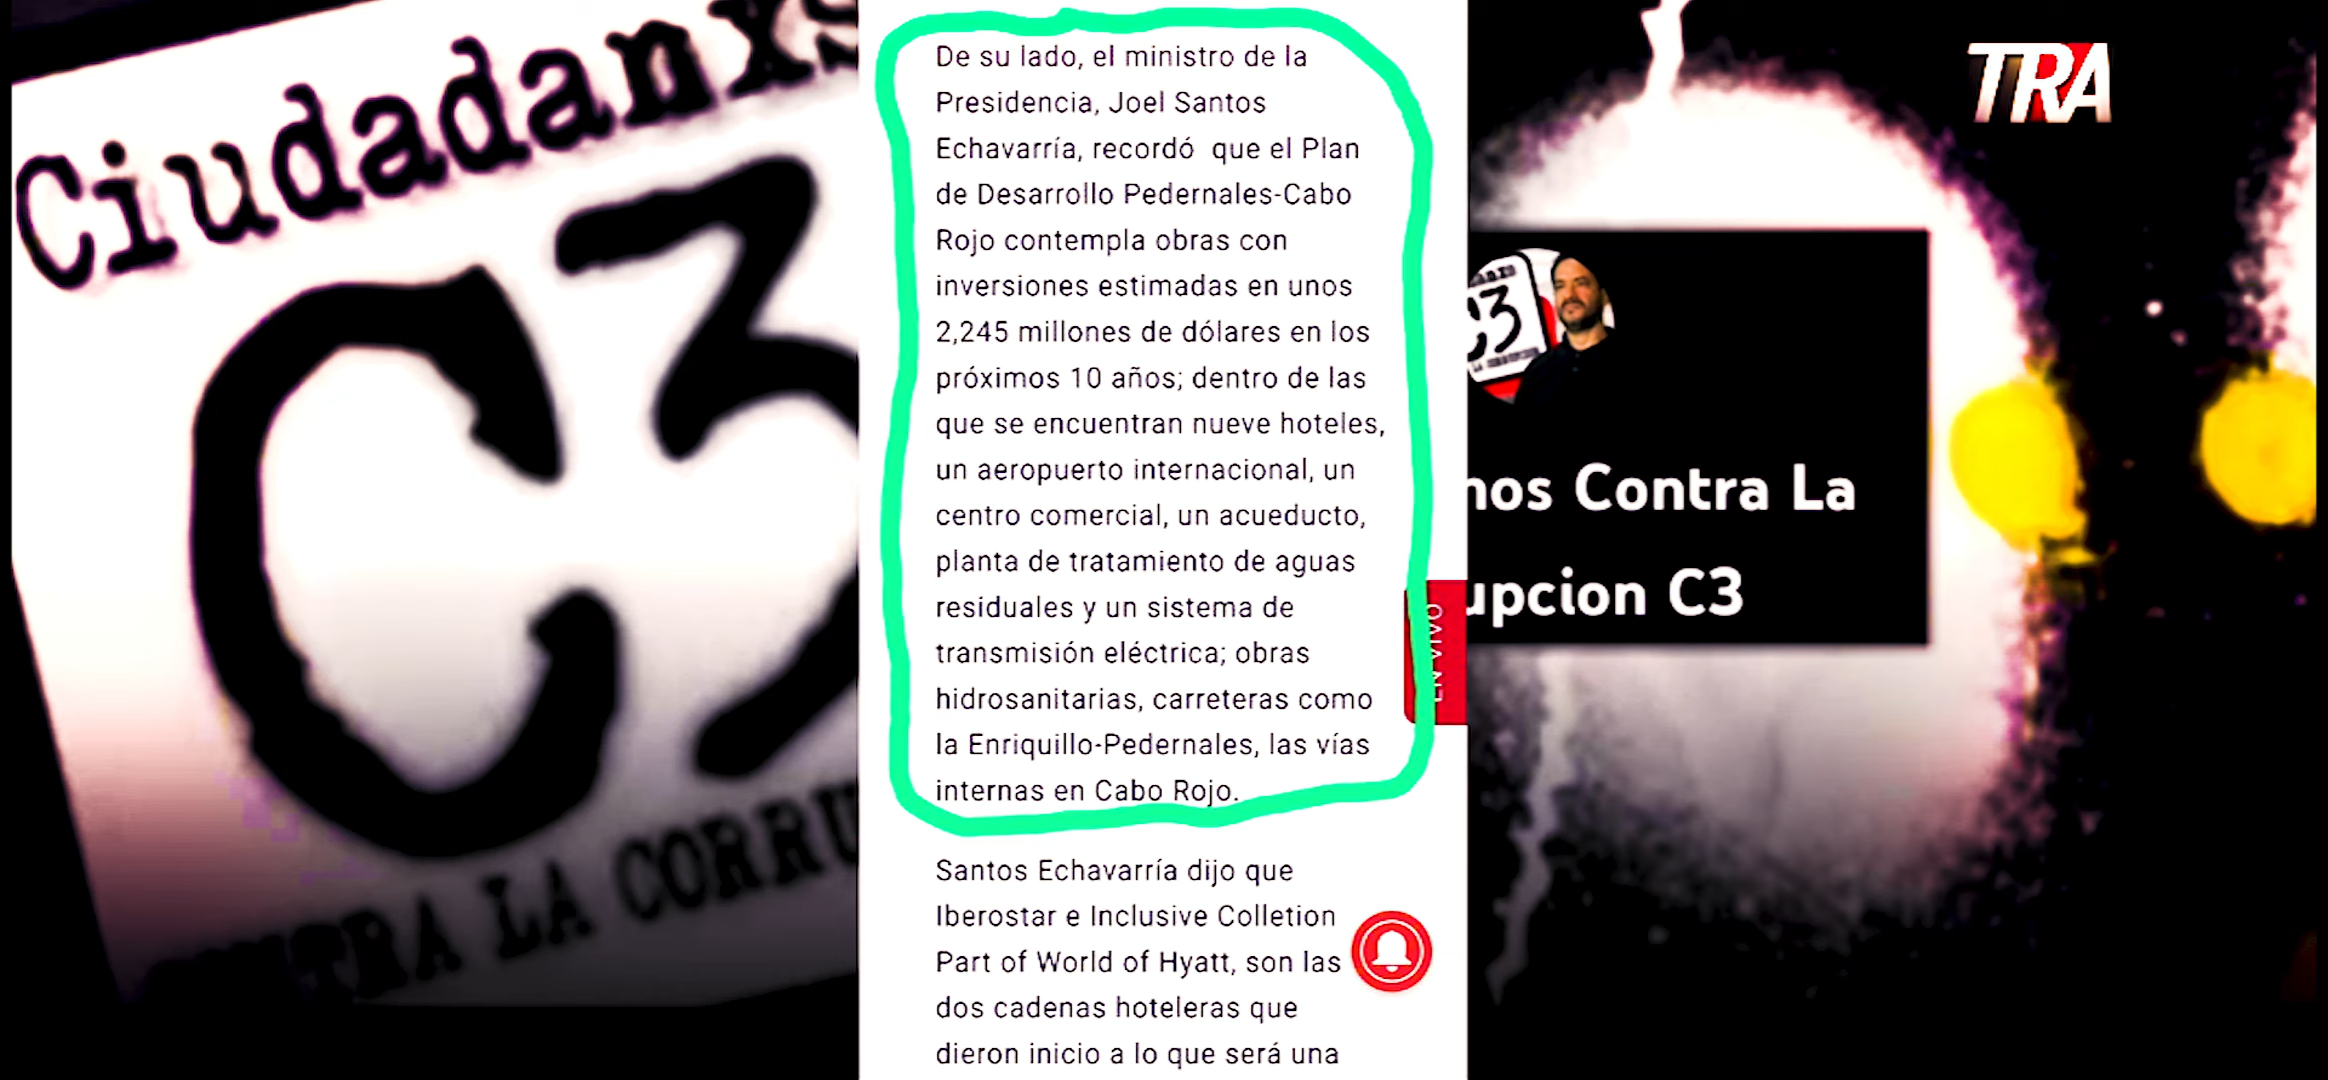 Ciudadanxs
C3
CONTRA LA CORRU
De su lado, el ministro de la
Presidencia, Joel Santos
Echavarría, recordó  que el Plan
de Desarrollo Pedernales-Cabo
Rojo contempla obras con
inversiones estimadas en unos
2,245 millones de dólares en los
próximos 10 años; dentro de las
que se encuentran nueve hoteles,
un aeropuerto internacional, un
centro comercial, un acueducto,
planta de tratamiento de aguas
residuales y un sistema de
transmisión eléctrica; obras
hidrosanitarias, carreteras como
la Enriquillo-Pedernales, las vías
internas en Cabo Rojo.
Santos Echavarría dijo que
Iberostar e Inclusive Colletion
Part of World of Hyatt, son las
dos cadenas hoteleras que
dieron inicio a lo que será una
EN VIVO
TRA
C3
nos Contra La
upcion C3